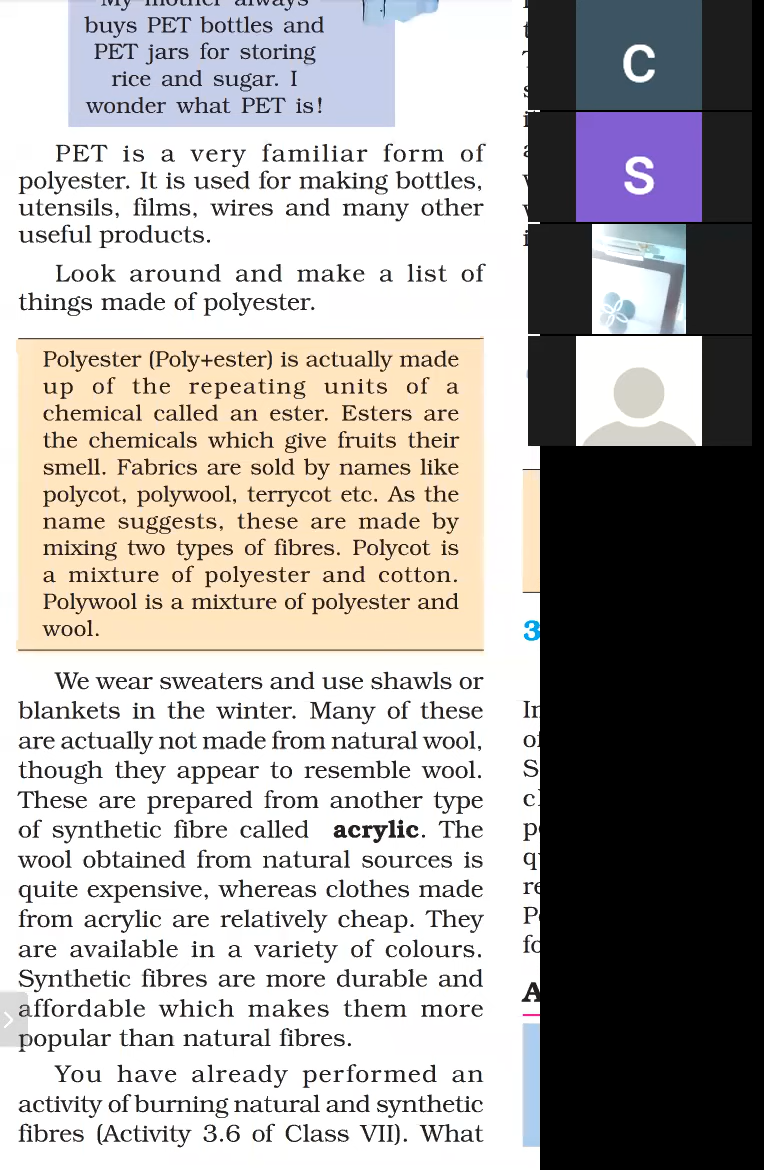 My mother always
buys PET bottles and
PET jars for storing
rice and sugar. I
wonder what PET is!
PET is a very familiar form of
polyester. It is used for making bottles,
utensils, films, wires and many other
useful products.
Look around and make a list of
things made of polyester.
Polyester (Poly+ester) is actually made
up of the repeating units of a
chemical called an ester. Esters are
the chemicals which give fruits their
smell. Fabrics are sold by names like
polycot, polywool, terrycot etc. As the
name suggests, these are made by
mixing two types of fibres. Polycot is
a mixture of polyester and cotton.
Polywool is a mixture of polyester and
wool.
We wear sweaters and use shawls or
blankets in the winter. Many of these
are actually not made from natural wool,
though they appear to resemble wool.
These are prepared from another type
of synthetic fibre called acrylic. The
wool obtained from natural sources is
quite expensive, whereas clothes made
from acrylic are relatively cheap. They
are available in a variety of colours.
Synthetic fibres are more durable and
affordable which makes them more
popular than natural fibres.
You have already performed an
activity of burning natural and synthetic
fibres (Activity 3.6 of Class VII). What
C
S
3
In
of
S
re
fo
A